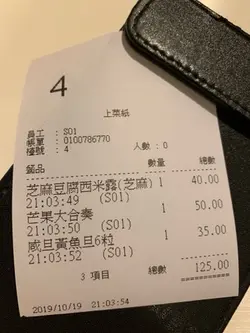 4
上菜紙
員工 : S01
帳單 : 0100786770
檯號 : 4 人數 : 0
餐品 數量 總數
芝麻豆腐西米露(芝麻) 1 40.00
21:03:49 (S01)
芒果大合奏 1 50.00
21:03:50 (S01)
咸旦黃魚旦6粒 1 35.00
21:03:52 (S01)
3 項目 總數 125.00
2019/10/19 21:03:54